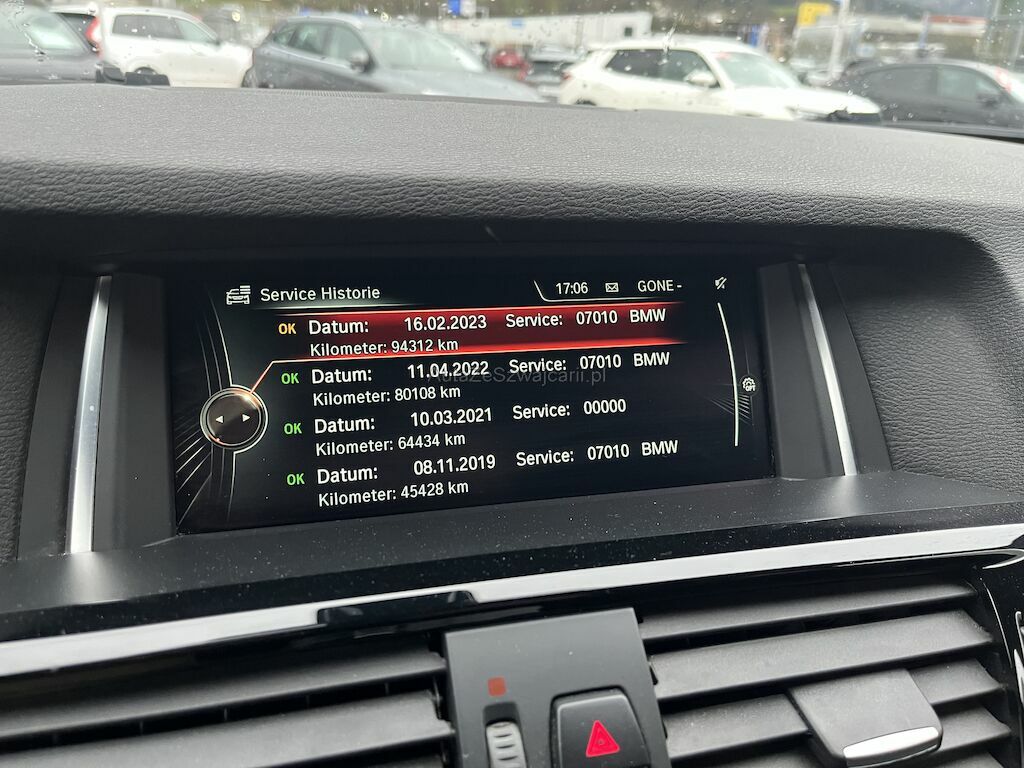 Service Historie
17:06 GONE-
OK Datum: 16.02.2023 Service: 07010 BMW
Kilometer: 94312 km
OK Datum: 11.04.2022 Service: 07010 BMW
Kilometer: 80108 km
AutaZeSzwajcarii.pl
OK Datum: 10.03.2021 Service: 00000
Kilometer: 64434 km
OK Datum: 08.11.2019 Service: 07010 BMW
Kilometer: 45428 km